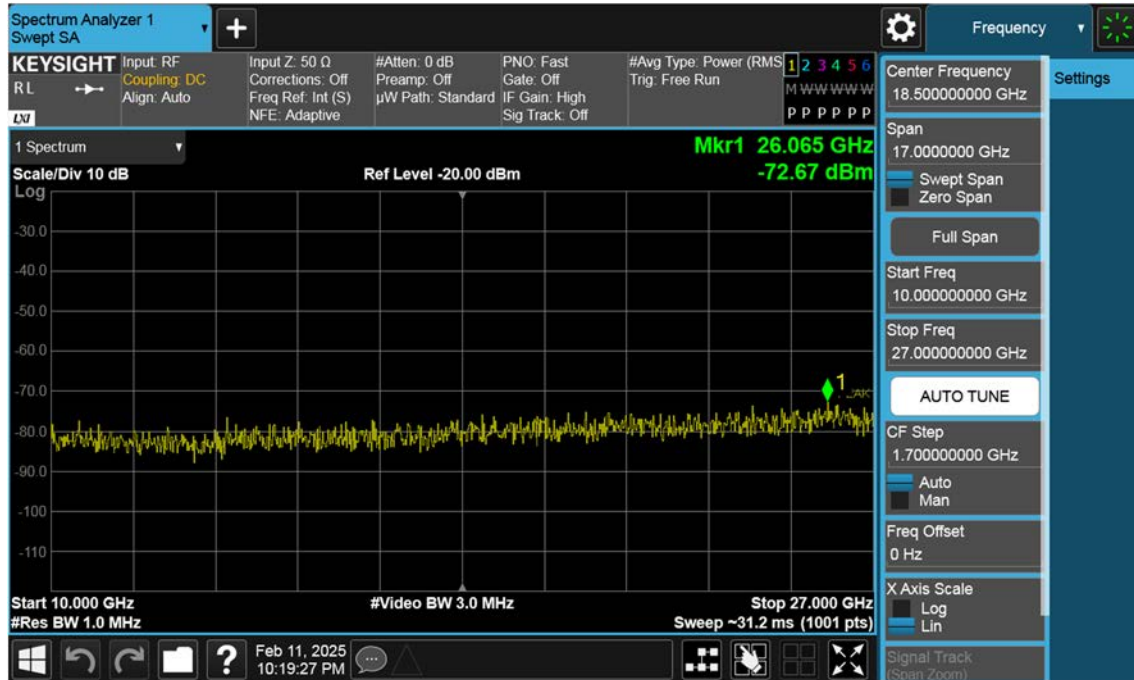 Spectrum Analyzer 1
Swept SA
Frequency
KEYSIGHT
RL
LXI
Input: RF
Coupling: DC
Align: Auto
Input Z: 50 Ω
Corrections: Off
Freq Ref: Int (S)
NFE: Adaptive
#Atten: 0 dB
Preamp: Off
µW Path: Standard
PNO: Fast
Gate: Off
IF Gain: High
Sig Track: Off
#Avg Type: Power (RMS
Trig: Free Run
1 2 3 4 5 6
M W W W W W
P P P P P P
1 Spectrum
Mkr1 26.065 GHz
-72.67 dBm
Scale/Div 10 dB
Ref Level -20.00 dBm
Log
-30.0
-40.0
-50.0
-60.0
-70.0
-80.0
-90.0
-100
-110
1
Start 10.000 GHz
#Video BW 3.0 MHz
Stop 27.000 GHz
#Res BW 1.0 MHz
Sweep ~31.2 ms (1001 pts)
?
Feb 11, 2025
10:19:27 PM
Center Frequency
18.500000000 GHz
Settings
Span
17.0000000 GHz
Swept Span
Zero Span
Full Span
Start Freq
10.000000000 GHz
Stop Freq
27.000000000 GHz
AUTO TUNE
CF Step
1.700000000 GHz
Auto
Man
Freq Offset
0 Hz
X Axis Scale
Log
Lin
Signal Track
(Span Zoom)